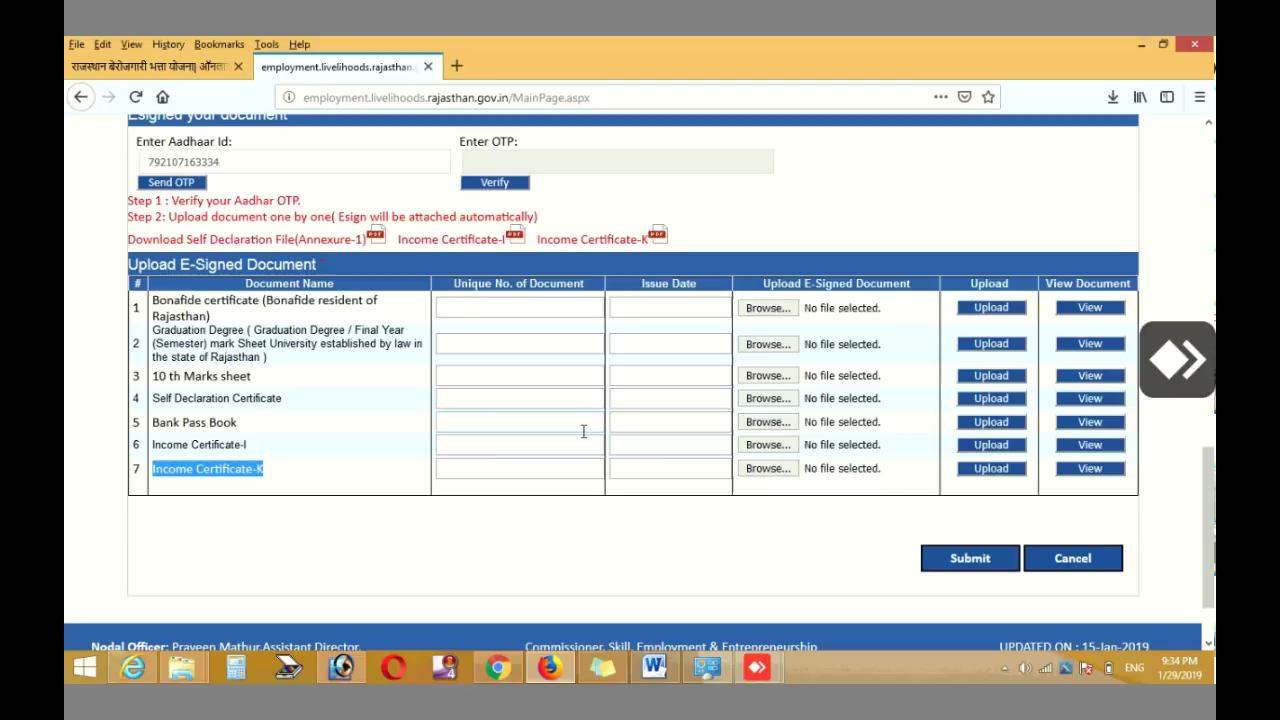 File Edit View History Bookmarks Tools Help
राजस्थान बेरोजगारी भत्ता योजना| ऑनला
employment.livelihoods.rajasthan.
employment.livelihoods.rajasthan.gov.in/MainPage.aspx
Esigned your document
Enter Aadhaar Id: Enter OTP:
792107163334
Send OTP Verify
Step 1 : Verify your Aadhar OTP.
Step 2: Upload document one by one( Esign will be attached automatically)
Download Self Declaration File(Annexure-1) PDF Income Certificate-I PDF Income Certificate-K PDF
Upload E-Signed Document *
# Document Name Unique No. of Document Issue Date Upload E-Signed Document Upload View Document
1 Bonafide certificate (Bonafide resident of Rajasthan) Browse... No file selected. Upload View
2 Graduation Degree ( Graduation Degree / Final Year (Semester) mark Sheet University established by law in the state of Rajasthan ) Browse... No file selected. Upload View
3 10 th Marks sheet Browse... No file selected. Upload View
4 Self Declaration Certificate Browse... No file selected. Upload View
5 Bank Pass Book Browse... No file selected. Upload View
6 Income Certificate-I Browse... No file selected. Upload View
7 Income Certificate-K Browse... No file selected. Upload View
Submit Cancel
Nodal Officer: Praveen Mathur,Assistant Director, Commissioner, Skill, Employment & Entrepreneurship UPDATED ON : 15-Jan-2019
ENG 9:34 PM
1/29/2019